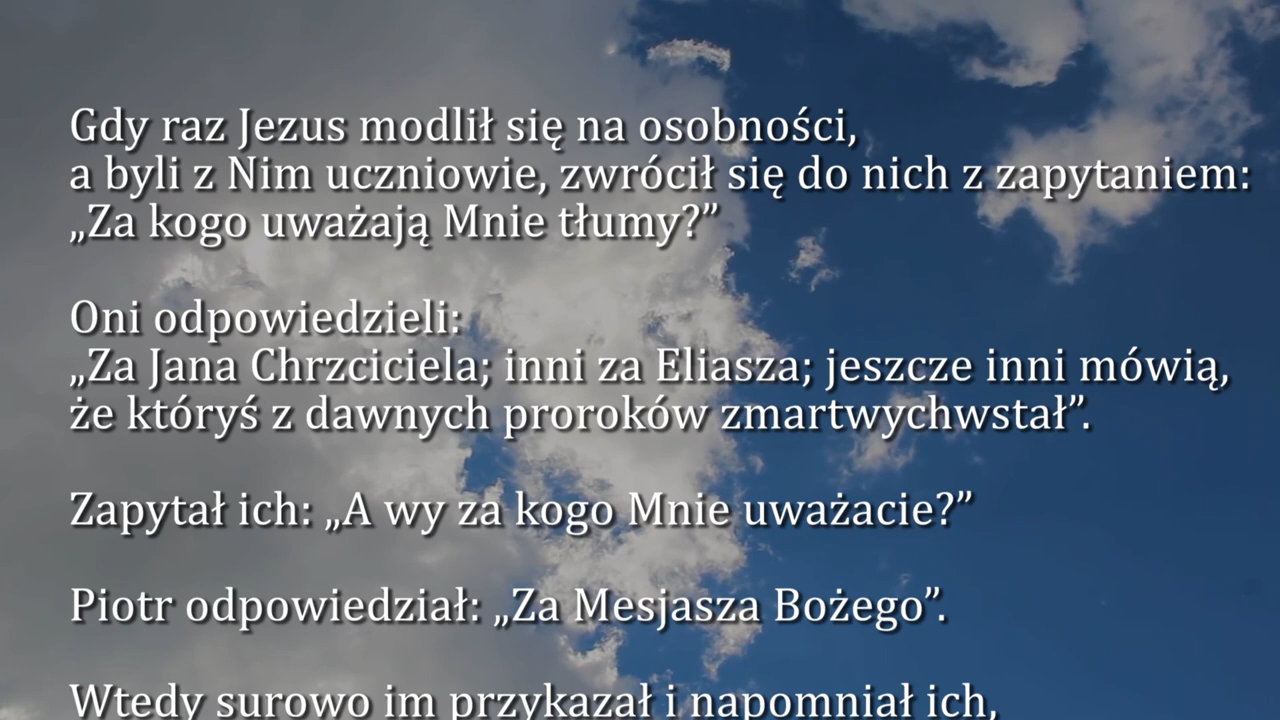 Gdy raz Jezus modlił się na osobności,
a byli z Nim uczniowie, zwrócił się do nich z zapytaniem:
„Za kogo uważają Mnie tłumy?”
Oni odpowiedzieli:
„Za Jana Chrzciciela; inni za Eliasza; jeszcze inni mówią,
że któryś z dawnych proroków zmartwychwstał”.
Zapytał ich: „A wy za kogo Mnie uważacie?”
Piotr odpowiedział: „Za Mesjasza Bożego”.
Wtedy surowo im przykazał i napomniał ich,